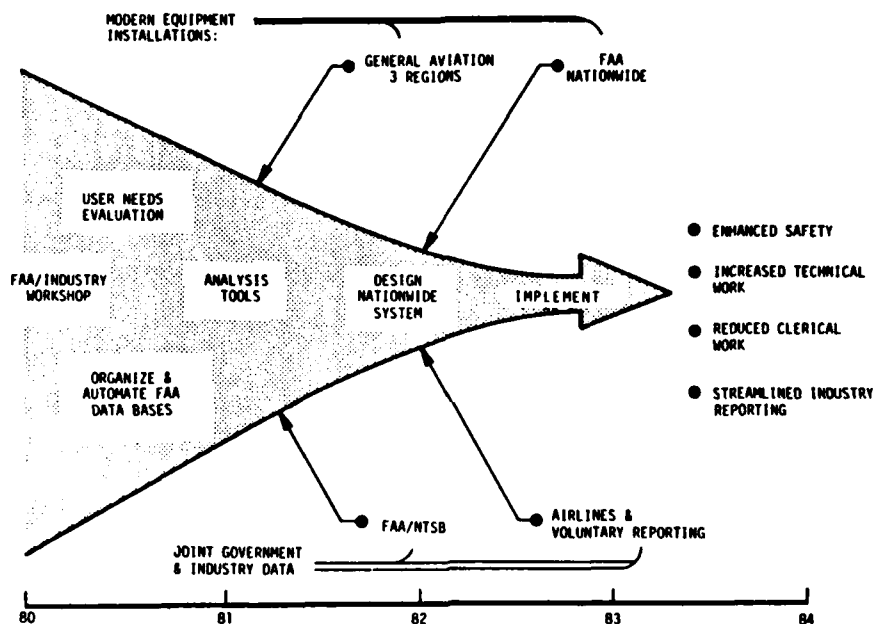 MODERN EQUIPMENT
INSTALLATIONS:
GENERAL AVIATION
3 REGIONS
FAA
NATIONWIDE
USER NEEDS
EVALUATION
FAA/INDUSTRY
WORKSHOP
ANALYSIS
TOOLS
DESIGN
NATIONWIDE
SYSTEM
IMPLEMENT
ORGANIZE &
AUTOMATE FAA
DATA BASES
ENHANCED SAFETY
INCREASED TECHNICAL
WORK
REDUCED CLERICAL
WORK
STREAMLINED INDUSTRY
REPORTING
FAA/NTSB
AIRLINES &
VOLUNTARY REPORTING
JOINT GOVERNMENT
& INDUSTRY DATA
80 81 82 83 84